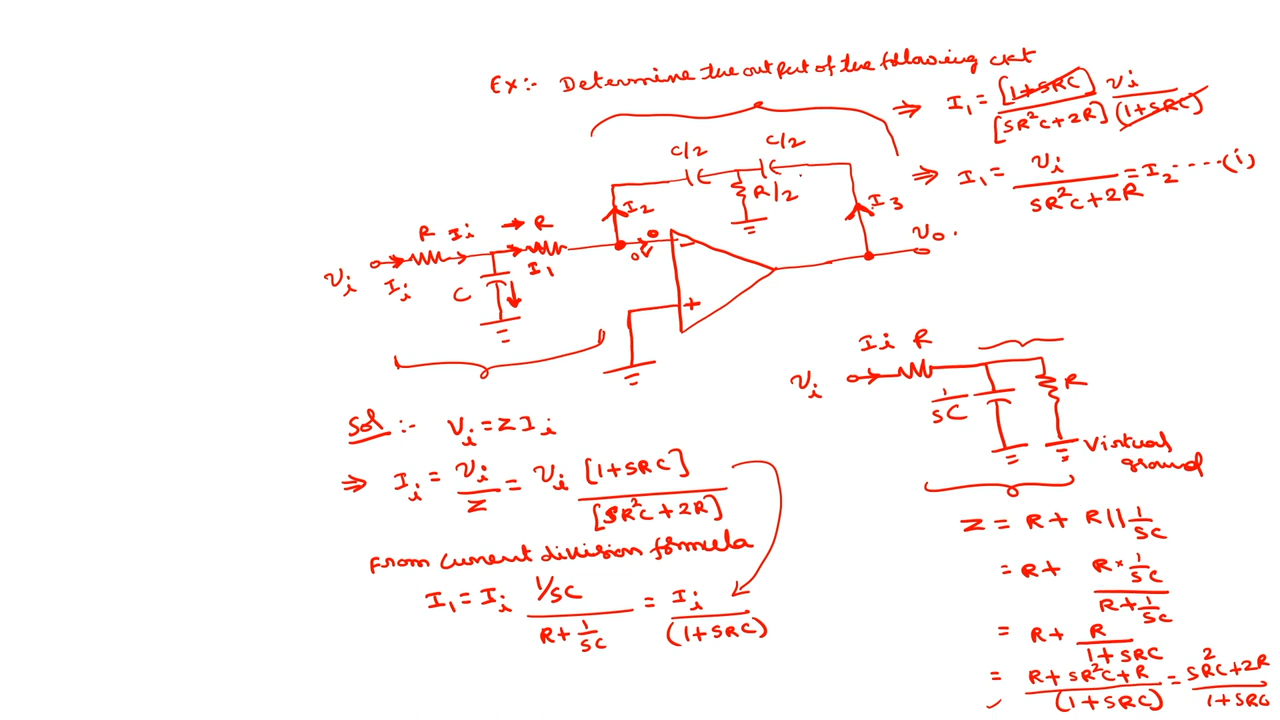 Ex:- Determine the output of the following ckt
⇒ I₁ = [1+SRC] / [SR²C+2R] vᵢ / (1+SRC)
⇒ I₁ = vᵢ / SR²C+2R = I₂ ----(i)
C/2 C/2
R/2
I₂
I₃
R Iᵢ → R
vᵢ Iᵢ I₁
C
0
0V
-
+
v₀.
Iᵢ R
vᵢ
1/SC
R
Virtual
ground
Sol :- Vᵢ = Z Iᵢ
⇒ Iᵢ = vᵢ/Z = vᵢ [1+SRC] / [SR²C+2R]
From current division formula
I₁ = Iᵢ (1/SC) / (R+1/SC) = Iᵢ / (1+SRC)
Z = R + R || 1/SC
= R + (R × 1/SC) / (R + 1/SC)
= R + R / 1+SRC
= R+SR²C+R / (1+SRC) = SR²C+2R / 1+SRC